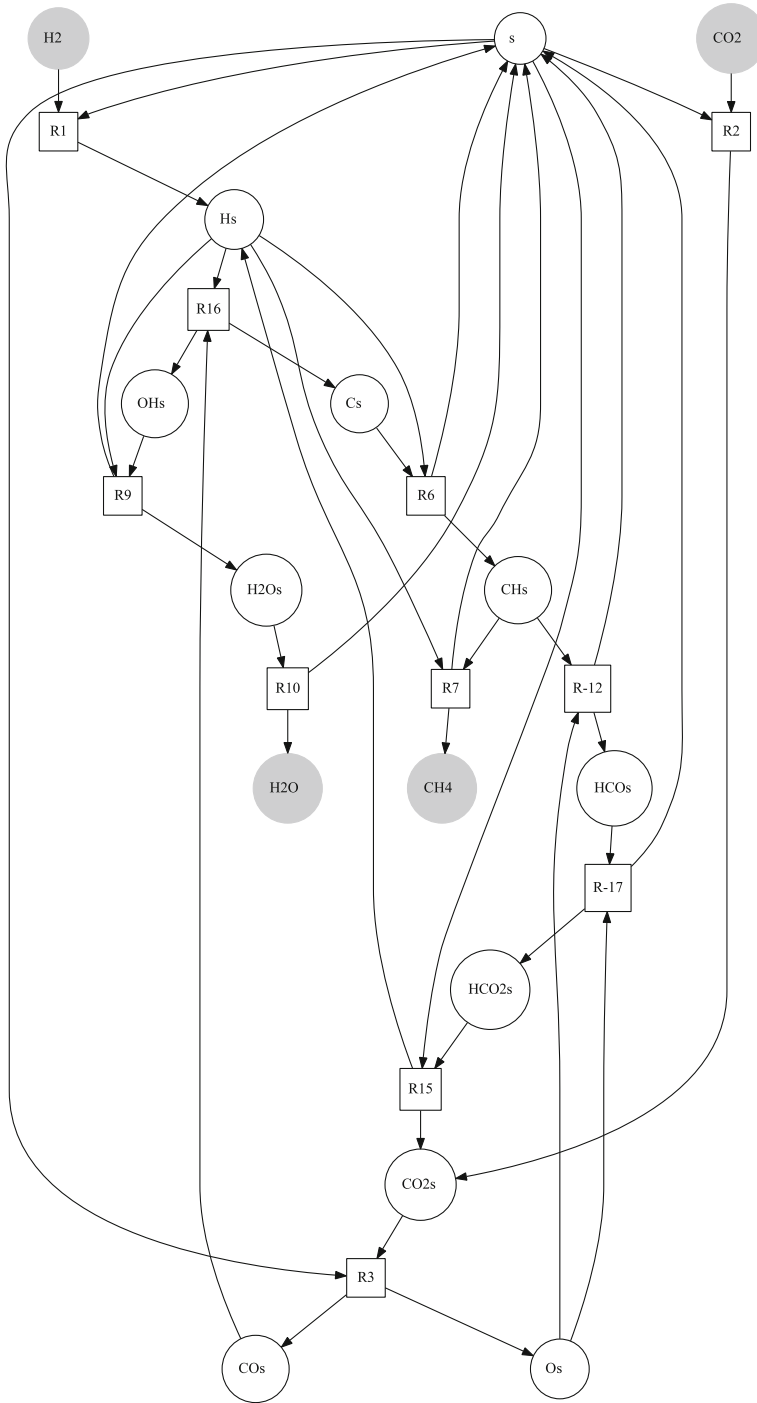 H2
s
CO2
R1
R2
Hs
R16
OHs
Cs
R9
R6
H2Os
CHs
R10
R7
R-12
H2O
CH4
HCOs
R-17
HCO2s
R15
CO2s
R3
COs
Os